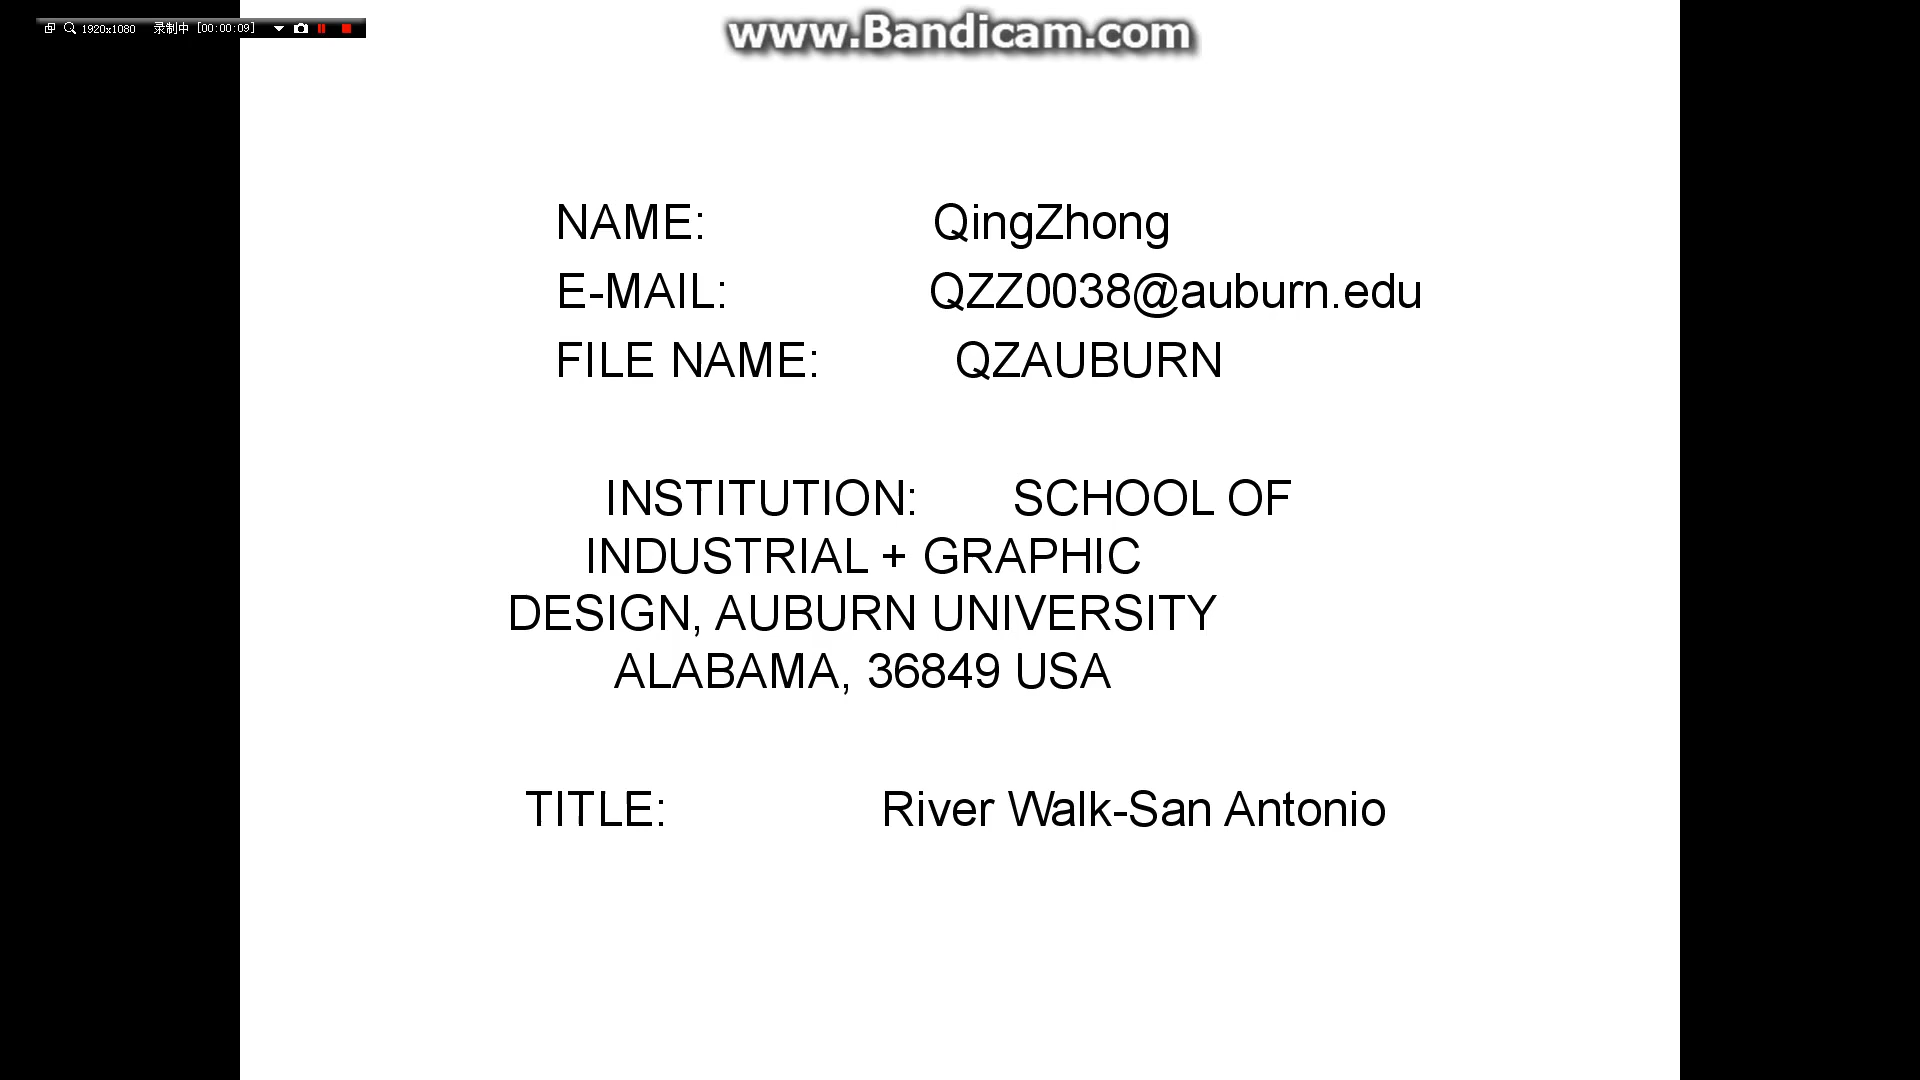 1920x1080 录制中 [00:00:09]
www.Bandicam.com
NAME: QingZhong
E-MAIL: QZZ0038@auburn.edu
FILE NAME: QZAUBURN
INSTITUTION: SCHOOL OF
INDUSTRIAL + GRAPHIC
DESIGN, AUBURN UNIVERSITY
ALABAMA, 36849 USA
TITLE: River Walk-San Antonio